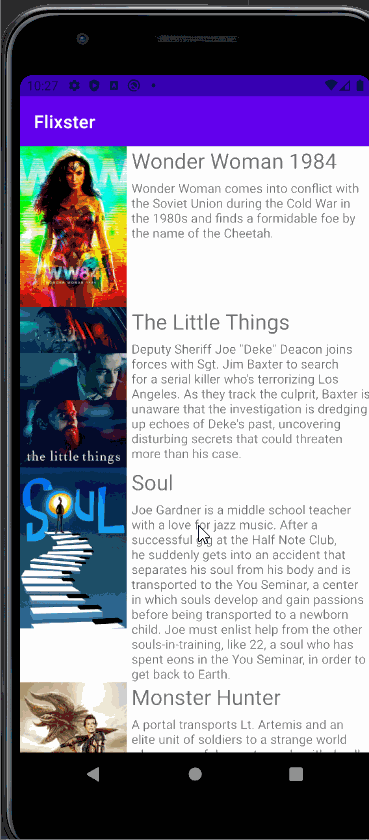 10:27
Flixster
WW84
Wonder Woman 1984
Wonder Woman comes into conflict with
the Soviet Union during the Cold War in
the 1980s and finds a formidable foe by
the name of the Cheetah.
the little things
The Little Things
Deputy Sheriff Joe "Deke" Deacon joins
forces with Sgt. Jim Baxter to search
for a serial killer who's terrorizing Los
Angeles. As they track the culprit, Baxter is
unaware that the investigation is dredging
up echoes of Deke's past, uncovering
disturbing secrets that could threaten
more than his case.
SOUL
Soul
Joe Gardner is a middle school teacher
with a love for jazz music. After a
successful gig at the Half Note Club,
he suddenly gets into an accident that
separates his soul from his body and is
transported to the You Seminar, a center
in which souls develop and gain passions
before being transported to a newborn
child. Joe must enlist help from the other
souls-in-training, like 22, a soul who has
spent eons in the You Seminar, in order to
get back to Earth.
Monster Hunter
A portal transports Lt. Artemis and an
elite unit of soldiers to a strange world